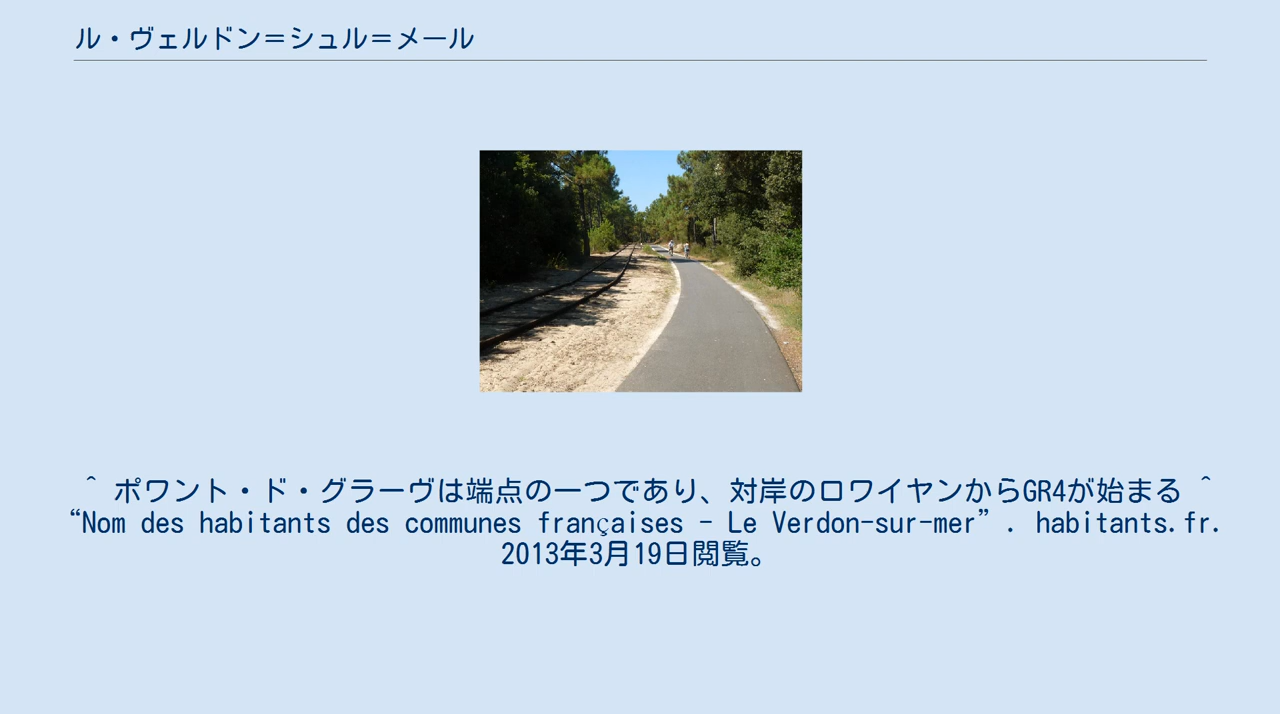 ル・ヴェルドン＝シュル＝メール
^ ポワント・ド・グラーヴは端点の一つであり、対岸のロワイヤンからGR4が始まる ^
“Nom des habitants des communes françaises - Le Verdon-sur-mer”. habitants.fr.
2013年3月19日閲覧。